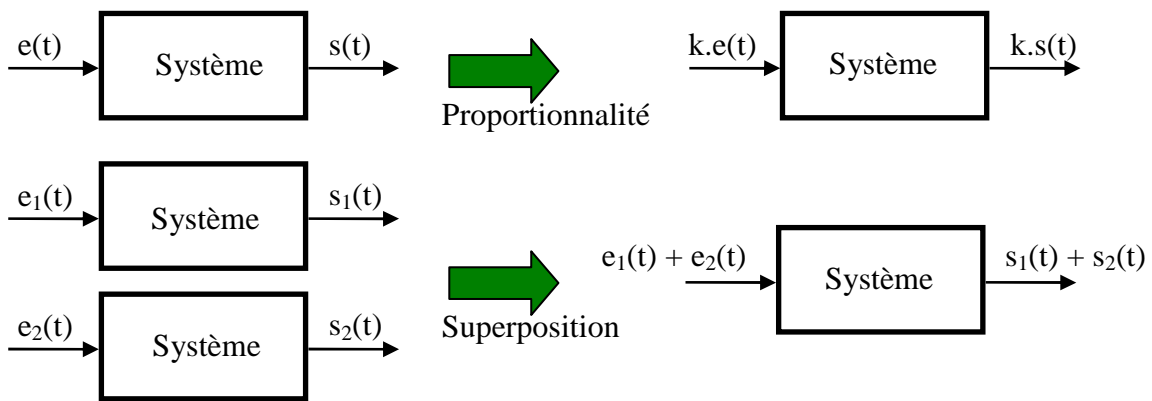 e(t)
Système
s(t)
Proportionnalité
k.e(t)
Système
k.s(t)
e₁(t)
Système
s₁(t)
e₂(t)
Système
s₂(t)
Superposition
e₁(t) + e₂(t)
Système
s₁(t) + s₂(t)